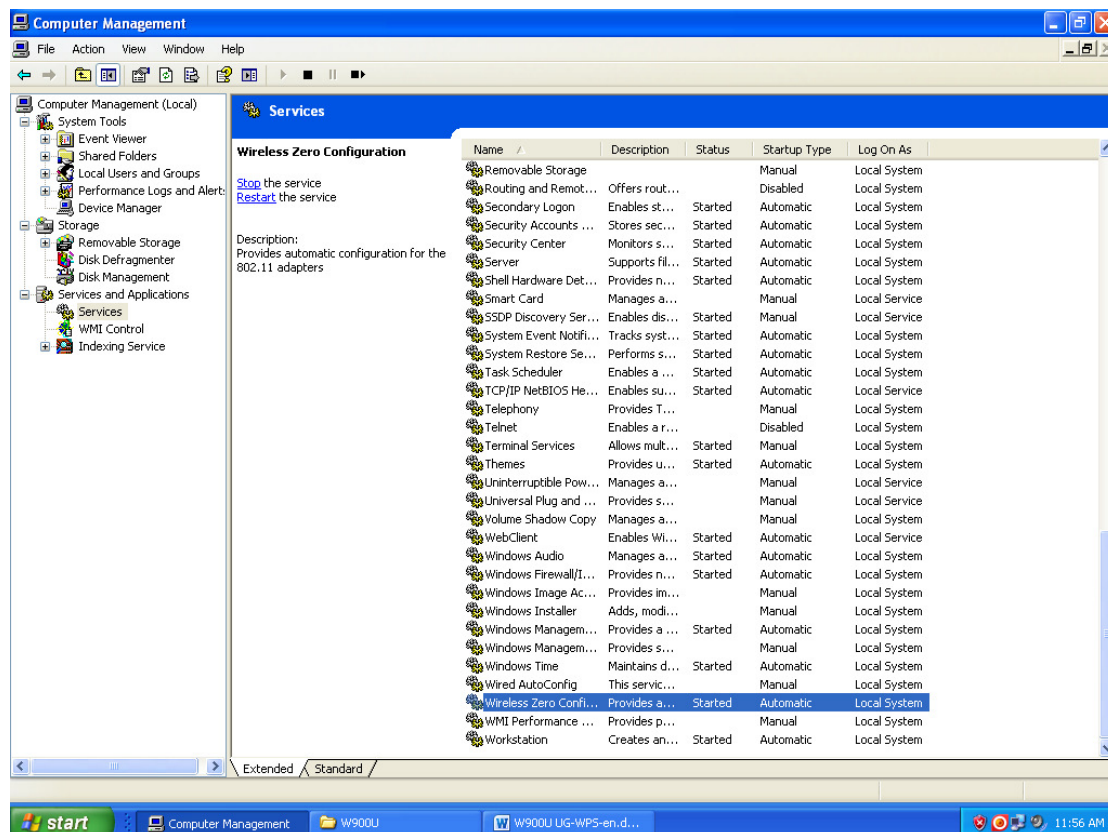 Computer Management
File Action View Window Help
Computer Management (Local)
System Tools
Event Viewer
Shared Folders
Local Users and Groups
Performance Logs and Alert
Device Manager
Storage
Removable Storage
Disk Defragmenter
Disk Management
Services and Applications
Services
WMI Control
Indexing Service
Services
Wireless Zero Configuration
Stop the service
Restart the service
Description:
Provides automatic configuration for the
802.11 adapters
Name Description Status Startup Type Log On As
Removable Storage Manual Local System
Routing and Remot... Offers rout... Disabled Local System
Secondary Logon Enables st... Started Automatic Local System
Security Accounts ... Stores sec... Started Automatic Local System
Security Center Monitors s... Started Automatic Local System
Server Supports fil... Started Automatic Local System
Shell Hardware Det... Provides n... Started Automatic Local System
Smart Card Manages a... Manual Local Service
SSDP Discovery Ser... Enables dis... Started Manual Local Service
System Event Notifi... Tracks syst... Started Automatic Local System
System Restore Se... Performs s... Started Automatic Local System
Task Scheduler Enables a ... Started Automatic Local System
TCP/IP NetBIOS He... Enables su... Started Automatic Local Service
Telephony Provides T... Manual Local System
Telnet Enables a r... Disabled Local System
Terminal Services Allows mult... Started Manual Local System
Themes Provides u... Started Automatic Local System
Uninterruptible Pow... Manages a... Manual Local Service
Universal Plug and ... Provides s... Manual Local Service
Volume Shadow Copy Manages a... Manual Local System
WebClient Enables Wi... Started Automatic Local Service
Windows Audio Manages a... Started Automatic Local System
Windows Firewall/I... Provides n... Started Automatic Local System
Windows Image Ac... Provides im... Manual Local System
Windows Installer Adds, modi... Manual Local System
Windows Managem... Provides a ... Started Automatic Local System
Windows Managem... Provides s... Manual Local System
Windows Time Maintains d... Started Automatic Local System
Wired AutoConfig This servic... Manual Local System
Wireless Zero Confi... Provides a... Started Automatic Local System
WMI Performance ... Provides p... Manual Local System
Workstation Creates an... Started Automatic Local System
Extended Standard
start Computer Management W900U W900U UG-WPS-en.d... 11:56 AM